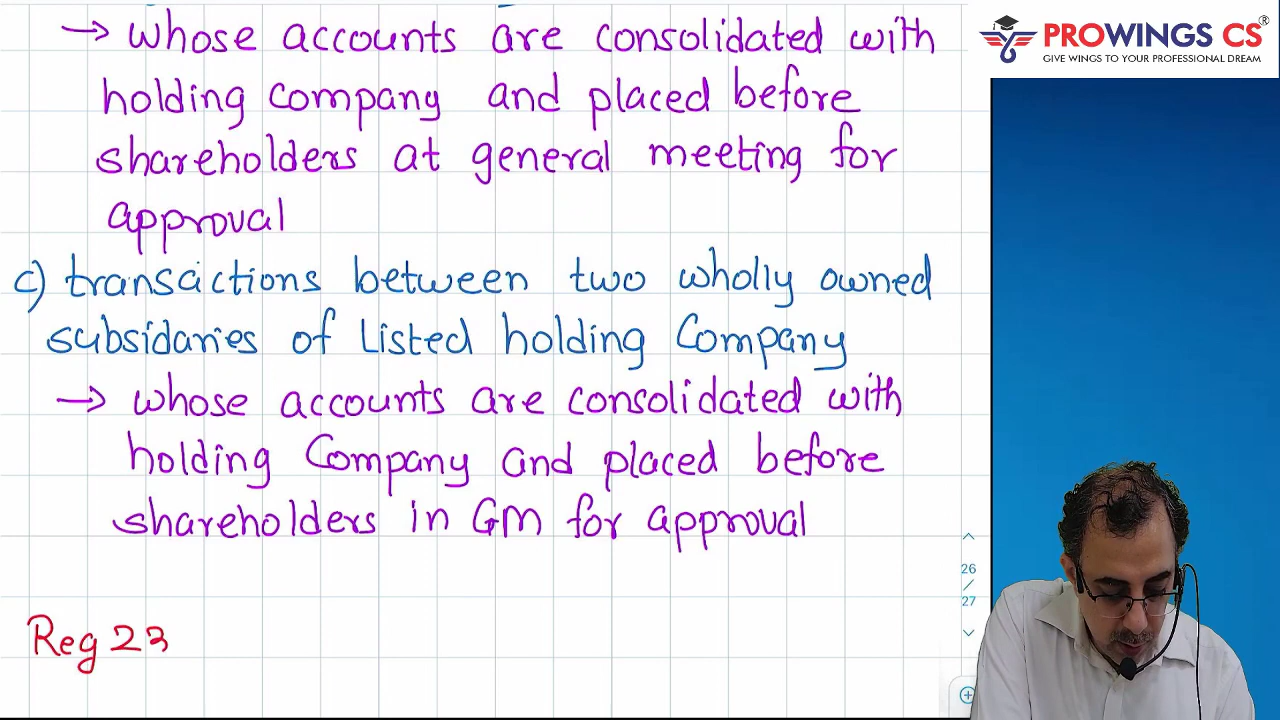 → whose accounts are consolidated with
holding company and placed before
shareholders at general meeting for
approval
c) transactions between two wholly owned
subsidaries of Listed holding Company
→ whose accounts are consolidated with
holding Company and placed before
shareholders in GM for approval
Reg 23
PROWINGS CS®
GIVE WINGS TO YOUR PROFESSIONAL DREAM
26
/
27